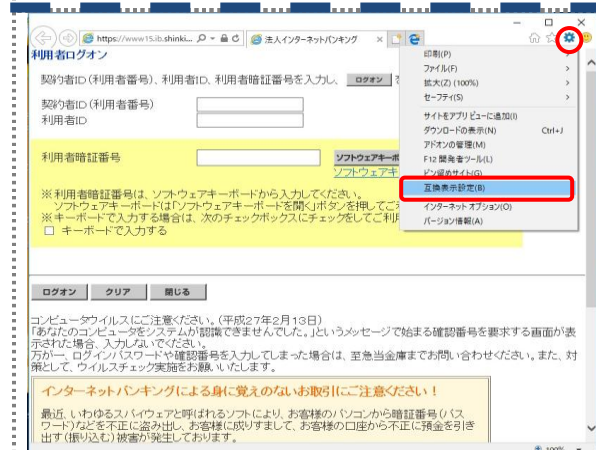 https://www15.ib.shinki...
法人インターネットバンキング
利用者ログオン
契約者ID(利用者番号)、利用者ID、利用者暗証番号を入力し、 ログオン
契約者ID(利用者番号)
利用者ID
利用者暗証番号
ソフトウェアキーボ
ソフトウェアキ
※利用者暗証番号は、ソフトウェアキーボードから入力してください。
ソフトウェアキーボードは「ソフトウェアキーボードを開く」ボタンを押してご利
※キーボードで入力する場合は、次のチェックボックスにチェックをしてご利用
キーボードで入力する
印刷(P)
ファイル(F)
拡大(Z) (100%)
セーフティ(S)
サイトをアプリ ビューに追加(I)
ダウンロードの表示(N) Ctrl+J
アドオンの管理(M)
F12 開発者ツール(L)
ピン留めサイト(G)
互換表示設定(B)
インターネット オプション(O)
バージョン情報(A)
ログオン クリア 閉じる
コンピュータウイルスにご注意ください。(平成27年2月13日)
「あなたのコンピュータをシステムが認識できませんでした。」というメッセージで始まる確認番号を要求する画面が表
示された場合、入力しないでください。
万が一、ログインパスワードや確認番号を入力してしまった場合は、至急当金庫までお問い合わせください。また、対
策として、ウイルスチェック実施をお願いいたします。
インターネットバンキングによる身に覚えのないお取引にご注意ください!
最近、いわゆるスパイウェアと呼ばれるソフトにより、お客様のパソコンから暗証番号(パス
ワード)などを不正に盗み出し、お客様に成りすまして、お客様の口座から不正に預金を引き
出す(振り込む)被害が発生しております。
100%